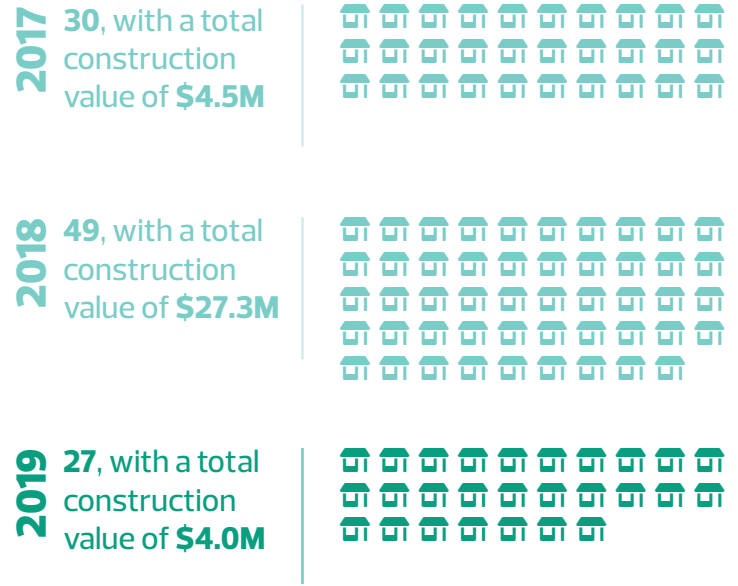 2017
30, with a total
construction
value of $4.5M
2018
49, with a total
construction
value of $27.3M
2019
27, with a total
construction
value of $4.0M